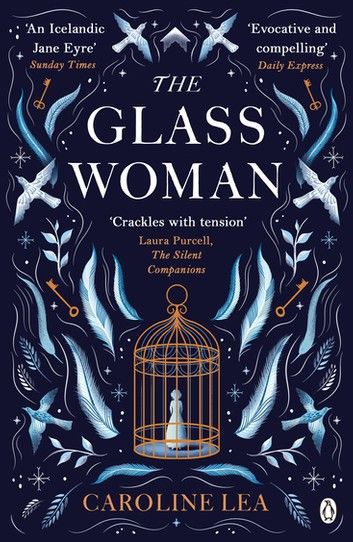 ‘An Icelandic
Jane Eyre’
Sunday Times
‘Evocative and
compelling’
Daily Express
THE
GLASS
WOMAN
‘Crackles with tension’
Laura Purcell,
The Silent
Companions
CAROLINE LEA